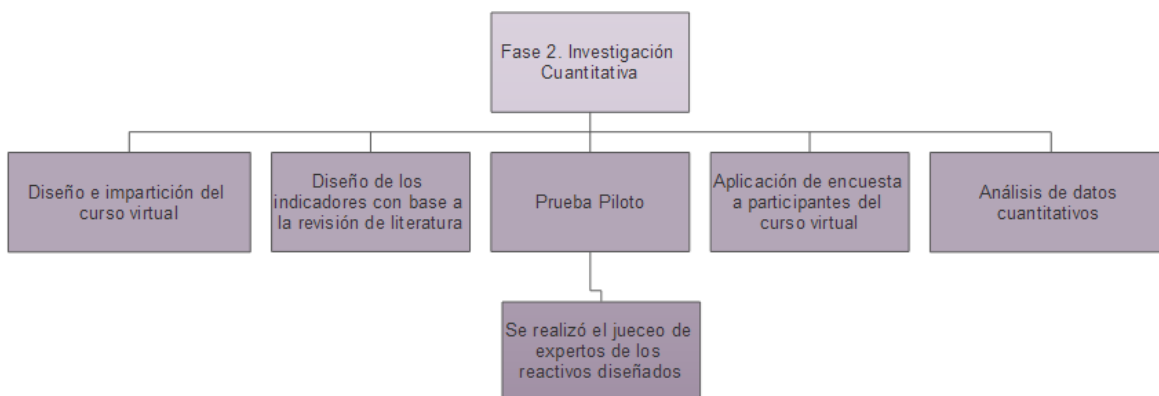 Fase 2. Investigación
Cuantitativa
Diseño e impartición del
curso virtual
Diseño de los
indicadores con base a
la revisión de literatura
Prueba Piloto
Aplicación de encuesta
a participantes del
curso virtual
Análisis de datos
cuantitativos
Se realizó el jueceo de
expertos de los
reactivos diseñados